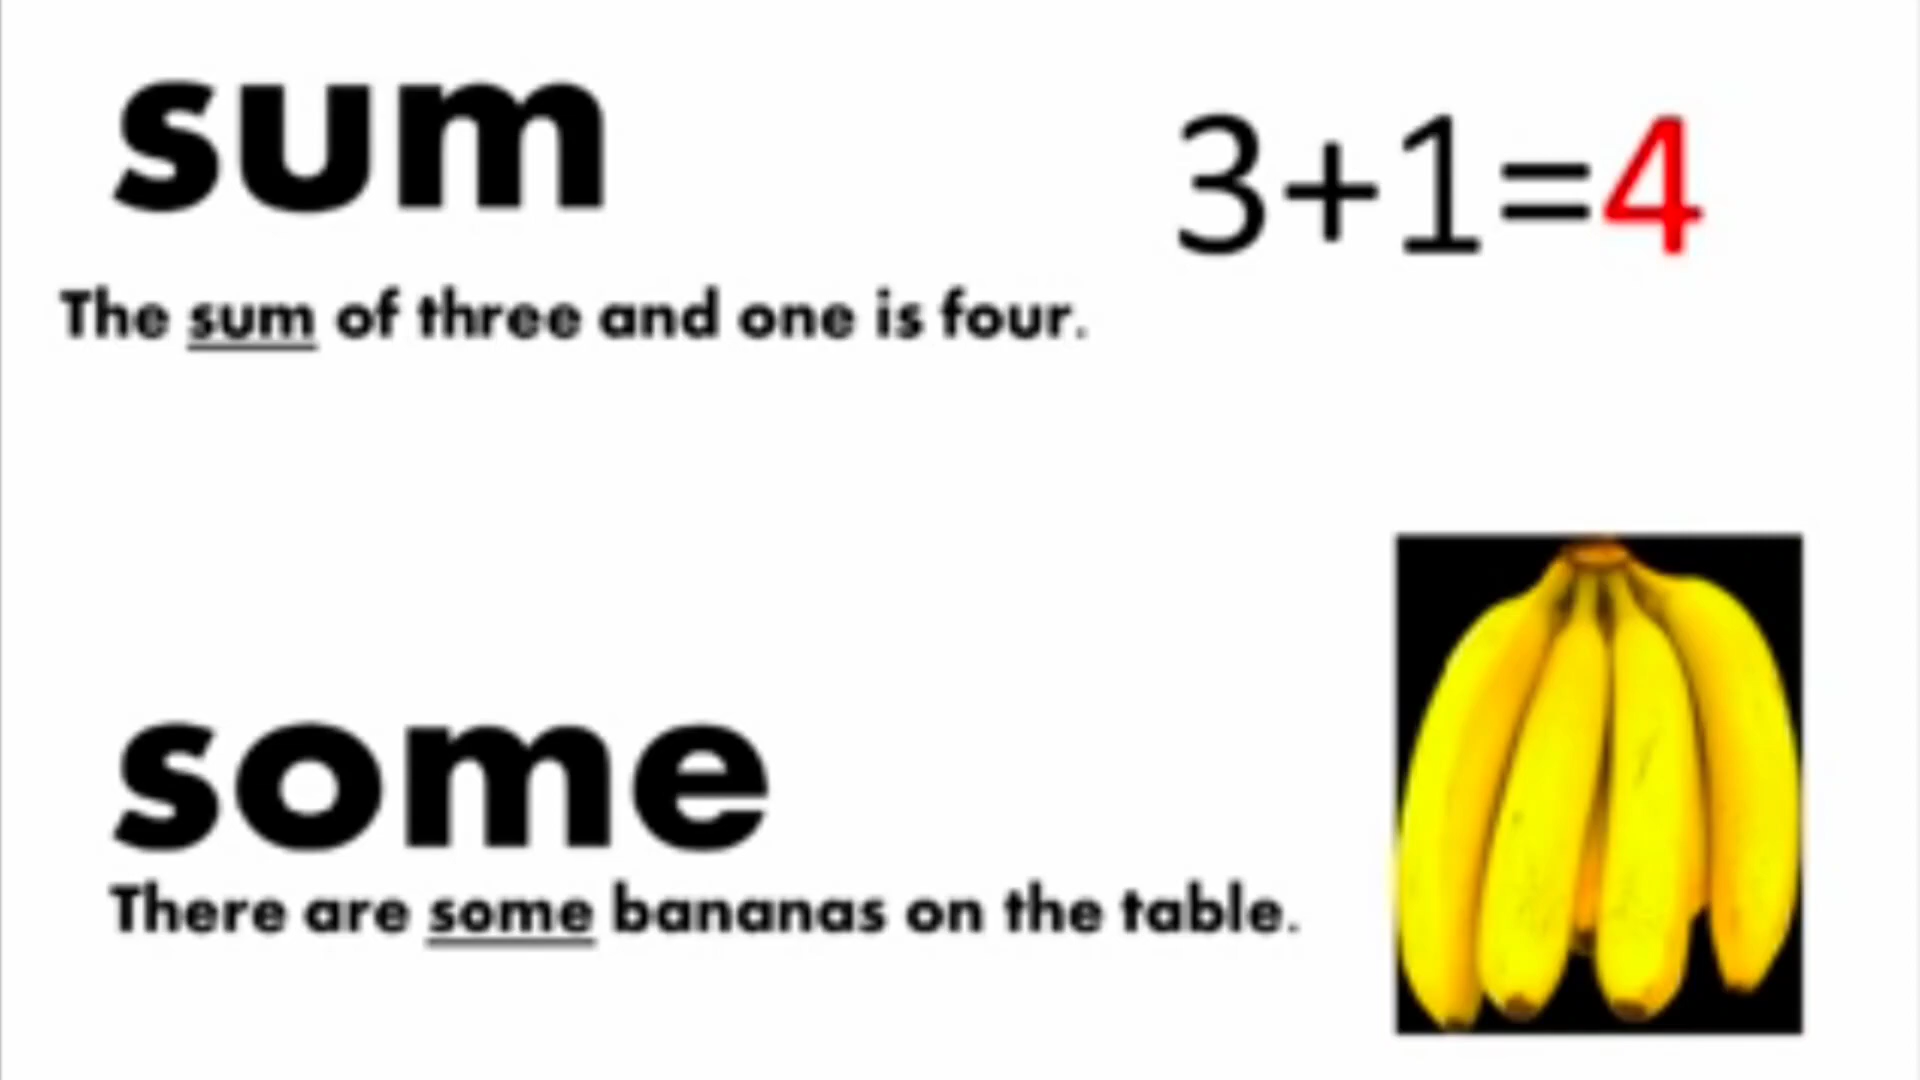 sum
3+1=4
The sum of three and one is four.
some
There are some bananas on the table.